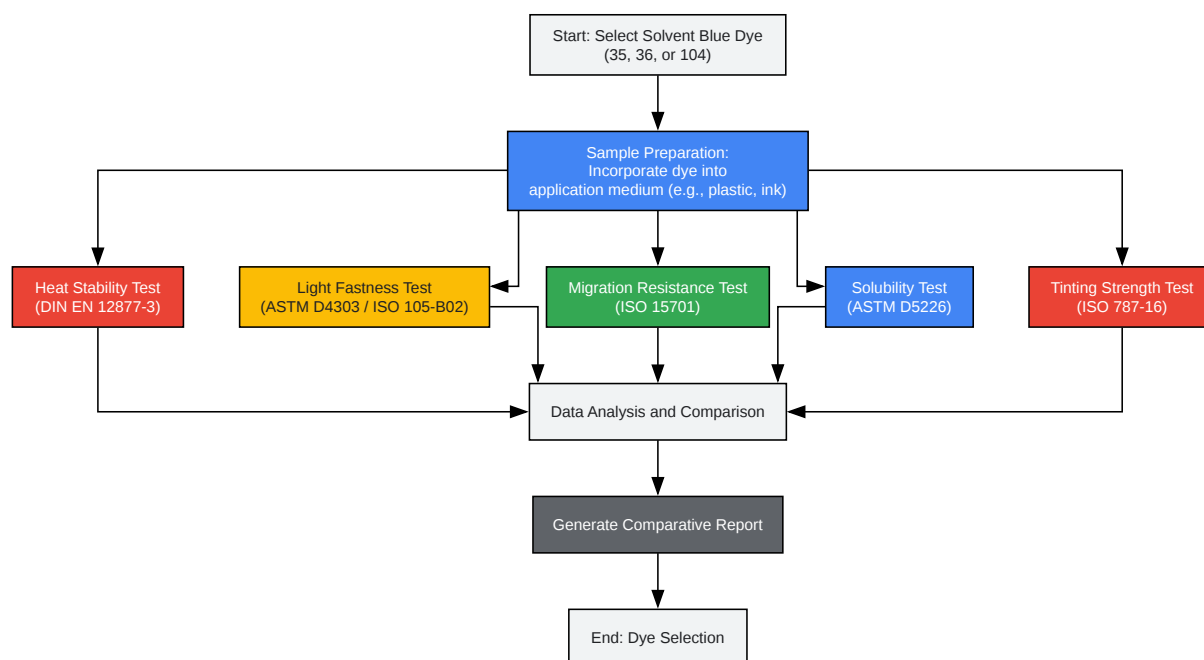 Start: Select Solvent Blue Dye
(35, 36, or 104)
Sample Preparation:
Incorporate dye into
application medium (e.g., plastic, ink)
Heat Stability Test
(DIN EN 12877-3)
Light Fastness Test
(ASTM D4303 / ISO 105-B02)
Migration Resistance Test
(ISO 15701)
Solubility Test
(ASTM D5226)
Tinting Strength Test
(ISO 787-16)
Data Analysis and Comparison
Generate Comparative Report
End: Dye Selection